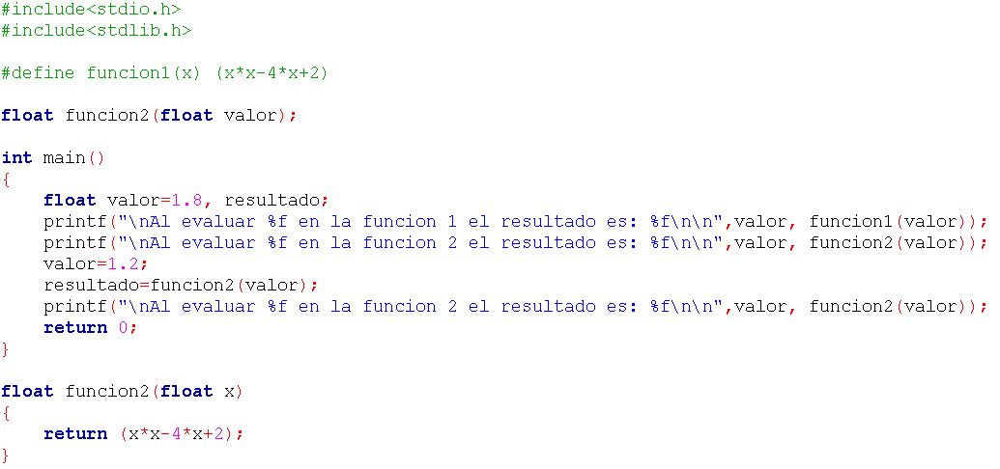 #include<stdio.h>
#include<stdlib.h>
#define funcion1(x) (x*x-4*x+2)
float funcion2(float valor);
int main()
{
float valor=1.8, resultado;
printf("\nAl evaluar %f en la funcion 1 el resultado es: %f\n\n",valor, funcion1(valor));
printf("\nAl evaluar %f en la funcion 2 el resultado es: %f\n\n",valor, funcion2(valor));
valor=1.2;
resultado=funcion2(valor);
printf("\nAl evaluar %f en la funcion 2 el resultado es: %f\n\n",valor, funcion2(valor));
return 0;
}
float funcion2(float x)
{
return (x*x-4*x+2);
}